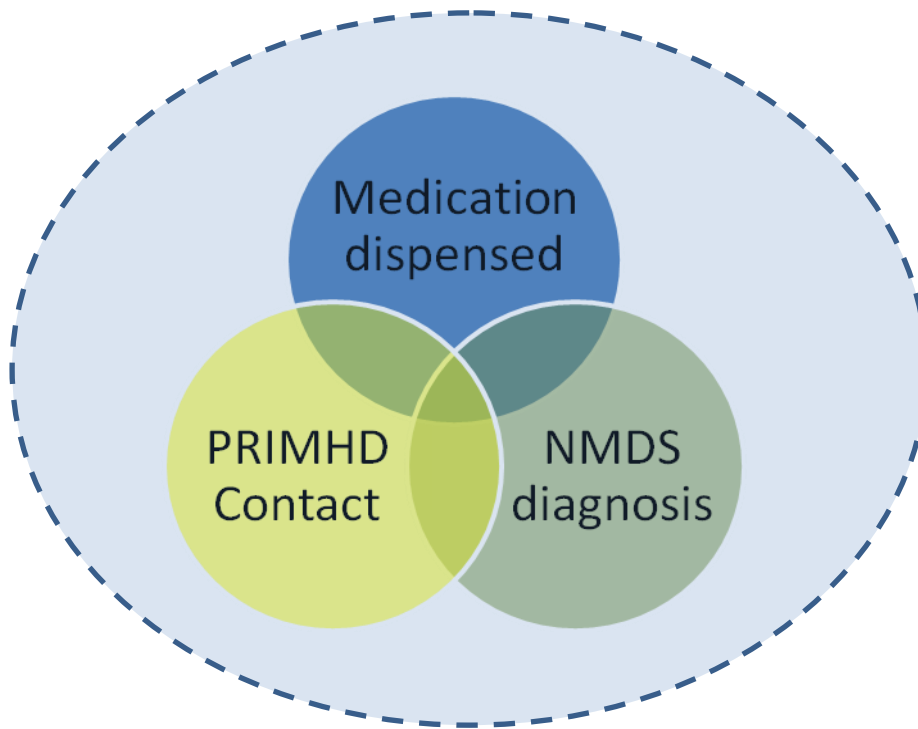 Medication
dispensed
PRIMHD
Contact
NMDS
diagnosis